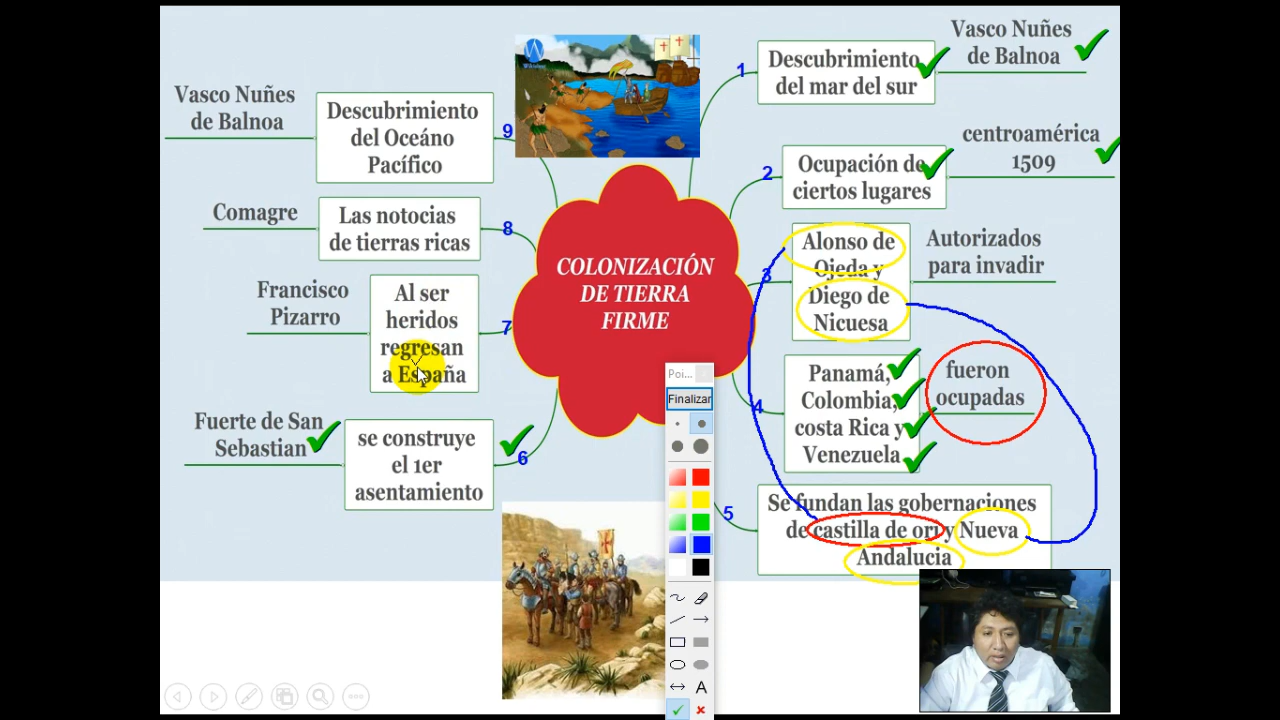 COLONIZACIÓN
DE TIERRA
FIRME
1
Descubrimiento
del mar del sur
Vasco Nuñes
de Balnoa
2
Ocupación de
ciertos lugares
centroamérica
1509
3
Alonso de
Ojeda y
Diego de
Nicuesa
Autorizados
para invadir
4
Panamá,
Colombia,
costa Rica y
Venezuela
fueron
ocupadas
5
Se fundan las gobernaciones
de castilla de ori y Nueva
Andalucia
6
se construye
el 1er
asentamiento
Fuerte de San
Sebastian
7
Al ser
heridos
regresan
a España
Francisco
Pizarro
8
Las notocias
de tierras ricas
Comagre
9
Descubrimiento
del Oceáno
Pacífico
Vasco Nuñes
de Balnoa
Poi...
Finalizar
A